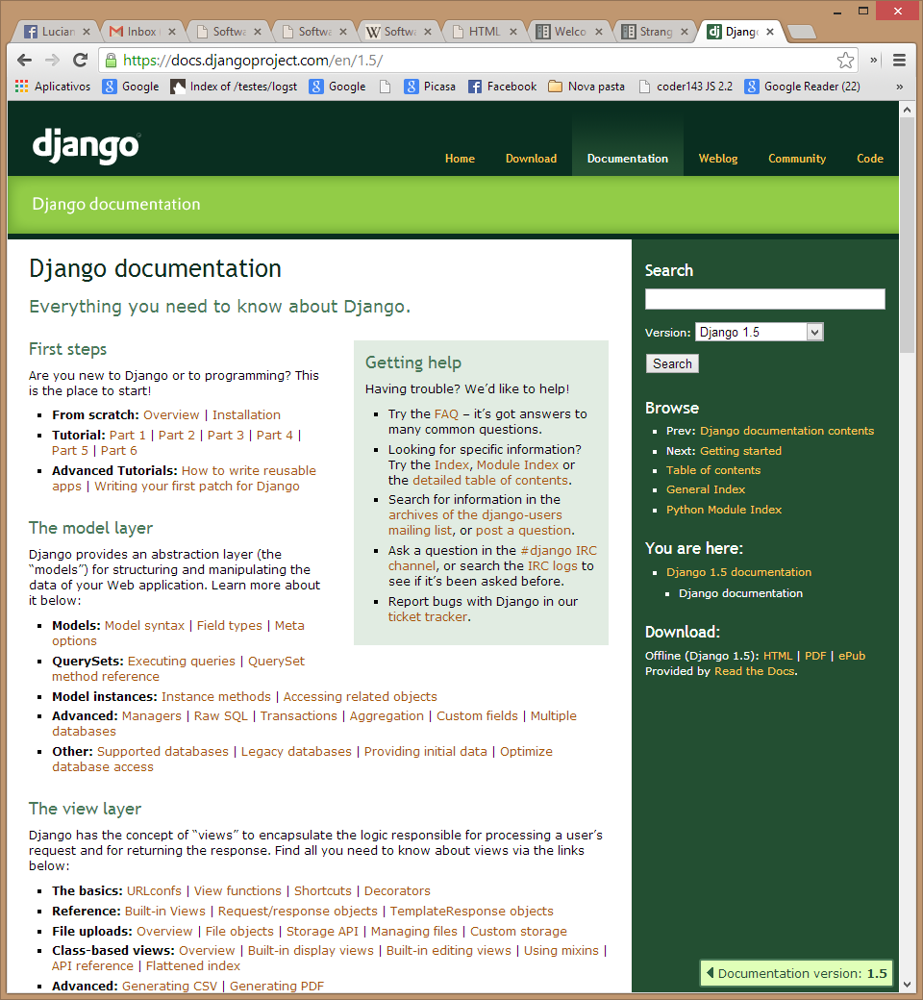 Lucian
Inbox
Softwa
Softwa
Softwa
HTML
Welco
Strang
Djang
https://docs.djangoproject.com/en/1.5/
Aplicativos
Google
Index of /testes/logst
Google
Picasa
Facebook
Nova pasta
coder143 JS 2.2
Google Reader (22)
django
Home
Download
Documentation
Weblog
Community
Code
Django documentation
Django documentation
Everything you need to know about Django.
First steps
Are you new to Django or to programming? This
is the place to start!
From scratch: Overview | Installation
Tutorial: Part 1 | Part 2 | Part 3 | Part 4 |
Part 5 | Part 6
Advanced Tutorials: How to write reusable
apps | Writing your first patch for Django
Getting help
Having trouble? We’d like to help!
Try the FAQ – it’s got answers to
many common questions.
Looking for specific information?
Try the Index, Module Index or
the detailed table of contents.
Search for information in the
archives of the django-users
mailing list, or post a question.
Ask a question in the #django IRC
channel, or search the IRC logs to
see if it’s been asked before.
Report bugs with Django in our
ticket tracker.
The model layer
Django provides an abstraction layer (the
“models”) for structuring and manipulating the
data of your Web application. Learn more about
it below:
Models: Model syntax | Field types | Meta
options
QuerySets: Executing queries | QuerySet
method reference
Model instances: Instance methods | Accessing related objects
Advanced: Managers | Raw SQL | Transactions | Aggregation | Custom fields | Multiple
databases
Other: Supported databases | Legacy databases | Providing initial data | Optimize
database access
The view layer
Django has the concept of “views” to encapsulate the logic responsible for processing a user’s
request and for returning the response. Find all you need to know about views via the links
below:
The basics: URLconfs | View functions | Shortcuts | Decorators
Reference: Built-in Views | Request/response objects | TemplateResponse objects
File uploads: Overview | File objects | Storage API | Managing files | Custom storage
Class-based views: Overview | Built-in display views | Built-in editing views | Using mixins |
API reference | Flattened index
Advanced: Generating CSV | Generating PDF
Search
Version: Django 1.5
Search
Browse
Prev: Django documentation contents
Next: Getting started
Table of contents
General Index
Python Module Index
You are here:
Django 1.5 documentation
Django documentation
Download:
Offline (Django 1.5): HTML | PDF | ePub
Provided by Read the Docs.
Documentation version: 1.5